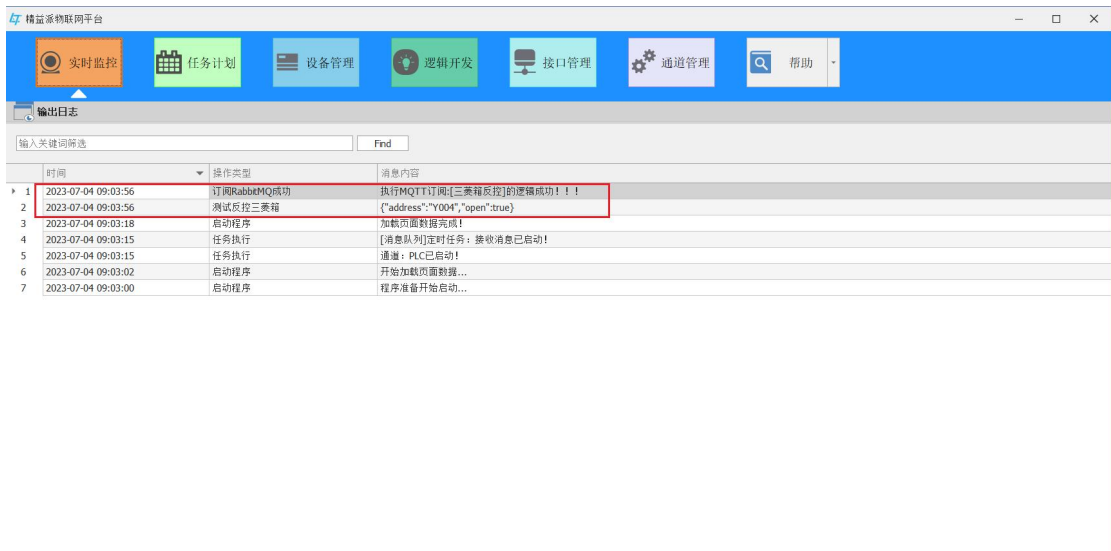 精益派物联网平台
实时监控 任务计划 设备管理 逻辑开发 接口管理 通道管理 帮助
输出日志
输入关键词筛选 Find
时间 操作类型 消息内容
1 2023-07-04 09:03:56 订阅RabbitMQ成功 执行MQTT订阅:[三菱箱反控]的逻辑成功！！！
2 2023-07-04 09:03:56 测试反控三菱箱 {"address":"Y004","open":true}
3 2023-07-04 09:03:18 启动程序 加载页面数据完成!
4 2023-07-04 09:03:15 任务执行 [消息队列]定时任务：接收消息已启动!
5 2023-07-04 09:03:15 任务执行 通道：PLC已启动!
6 2023-07-04 09:03:02 启动程序 开始加载页面数据...
7 2023-07-04 09:03:00 启动程序 程序准备开始启动...